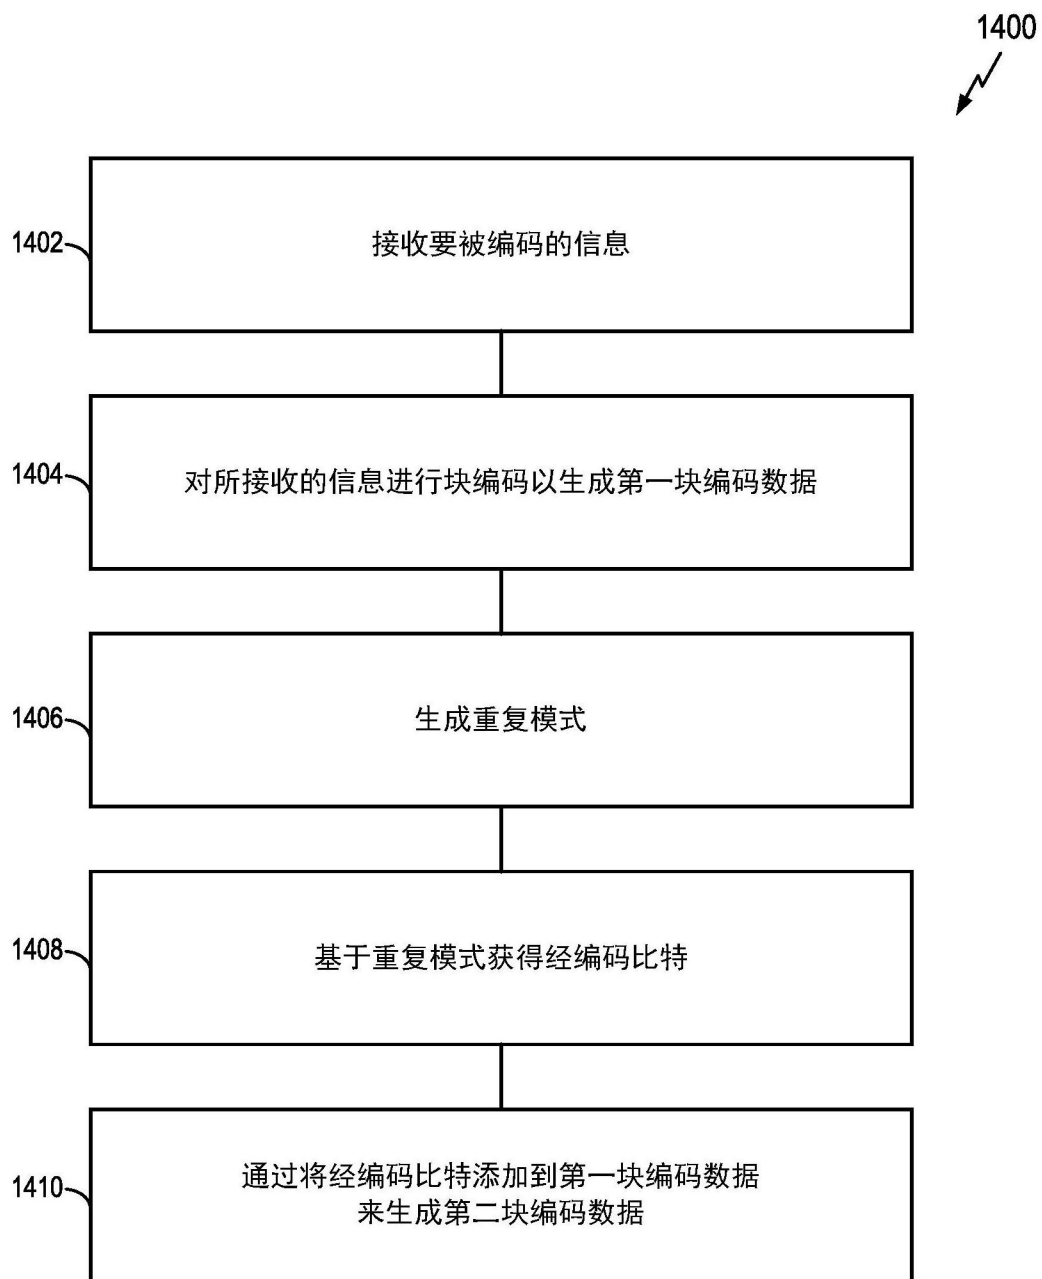 1400
1402
接收要被编码的信息
1404
对所接收的信息进行块编码以生成第一块编码数据
1406
生成重复模式
1408
基于重复模式获得经编码比特
1410
通过将经编码比特添加到第一块编码数据
来生成第二块编码数据